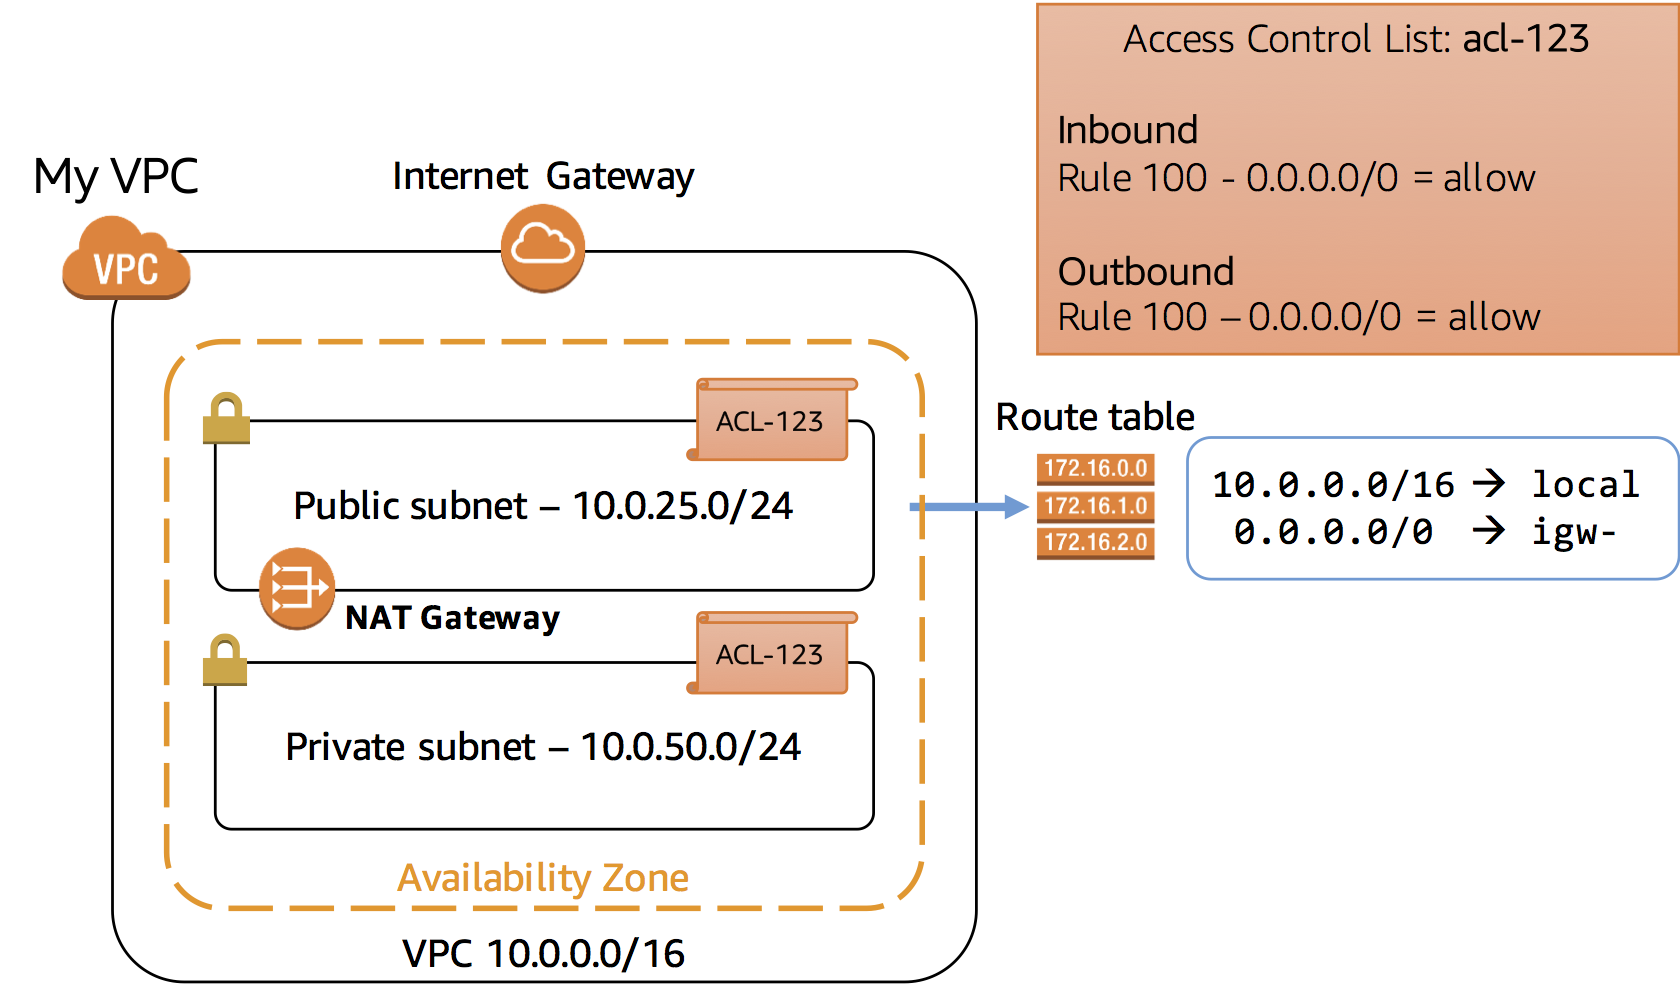 Access Control List: acl-123
Inbound
Rule 100 - 0.0.0.0/0 = allow
Outbound
Rule 100 – 0.0.0.0/0 = allow
My VPC
VPC
Internet Gateway
ACL-123
Public subnet – 10.0.25.0/24
NAT Gateway
ACL-123
Private subnet – 10.0.50.0/24
Availability Zone
VPC 10.0.0.0/16
Route table
172.16.0.0
172.16.1.0
172.16.2.0
10.0.0.0/16 → local
0.0.0.0/0 → igw-